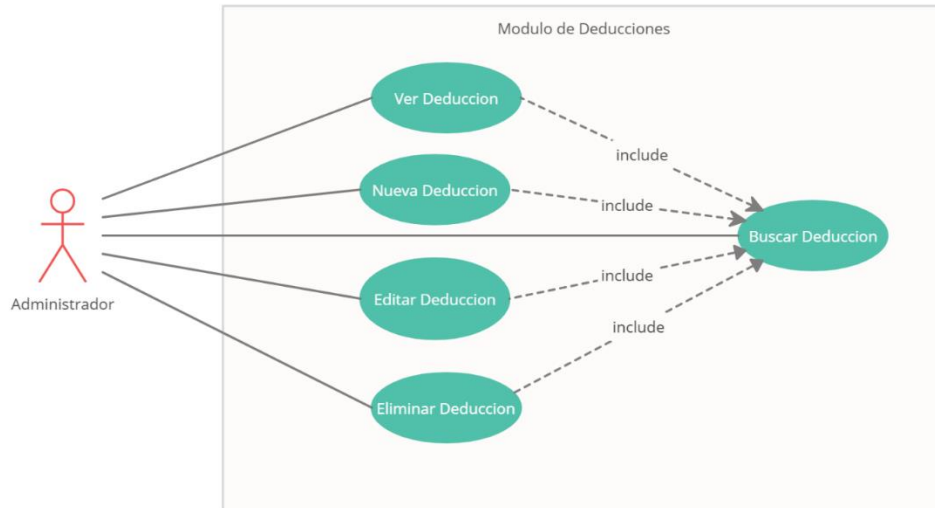 Modulo de Deducciones
Ver Deduccion
include
Nueva Deduccion
include
Buscar Deduccion
include
Editar Deduccion
Administrador
include
Eliminar Deduccion